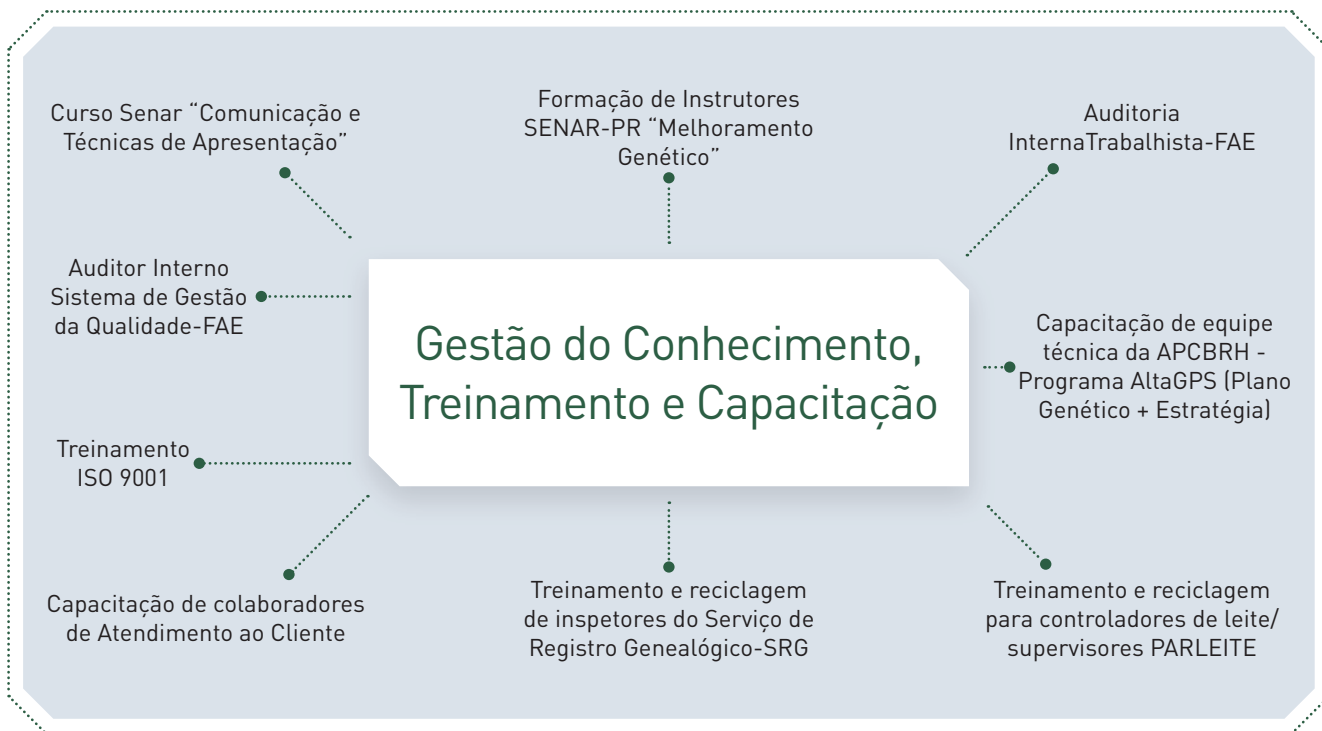 Curso Senar “Comunicação e
Técnicas de Apresentação”
Formação de Instrutores
SENAR-PR “Melhoramento
Genético”
Auditoria
InternaTrabalhista-FAE
Auditor Interno
Sistema de Gestão
da Qualidade-FAE
Gestão do Conhecimento,
Treinamento e Capacitação
Capacitação de equipe
técnica da APCBRH -
Programa AltaGPS (Plano
Genético + Estratégia)
Treinamento
ISO 9001
Capacitação de colaboradores
de Atendimento ao Cliente
Treinamento e reciclagem
de inspetores do Serviço de
Registro Genealógico-SRG
Treinamento e reciclagem
para controladores de leite/
supervisores PARLEITE